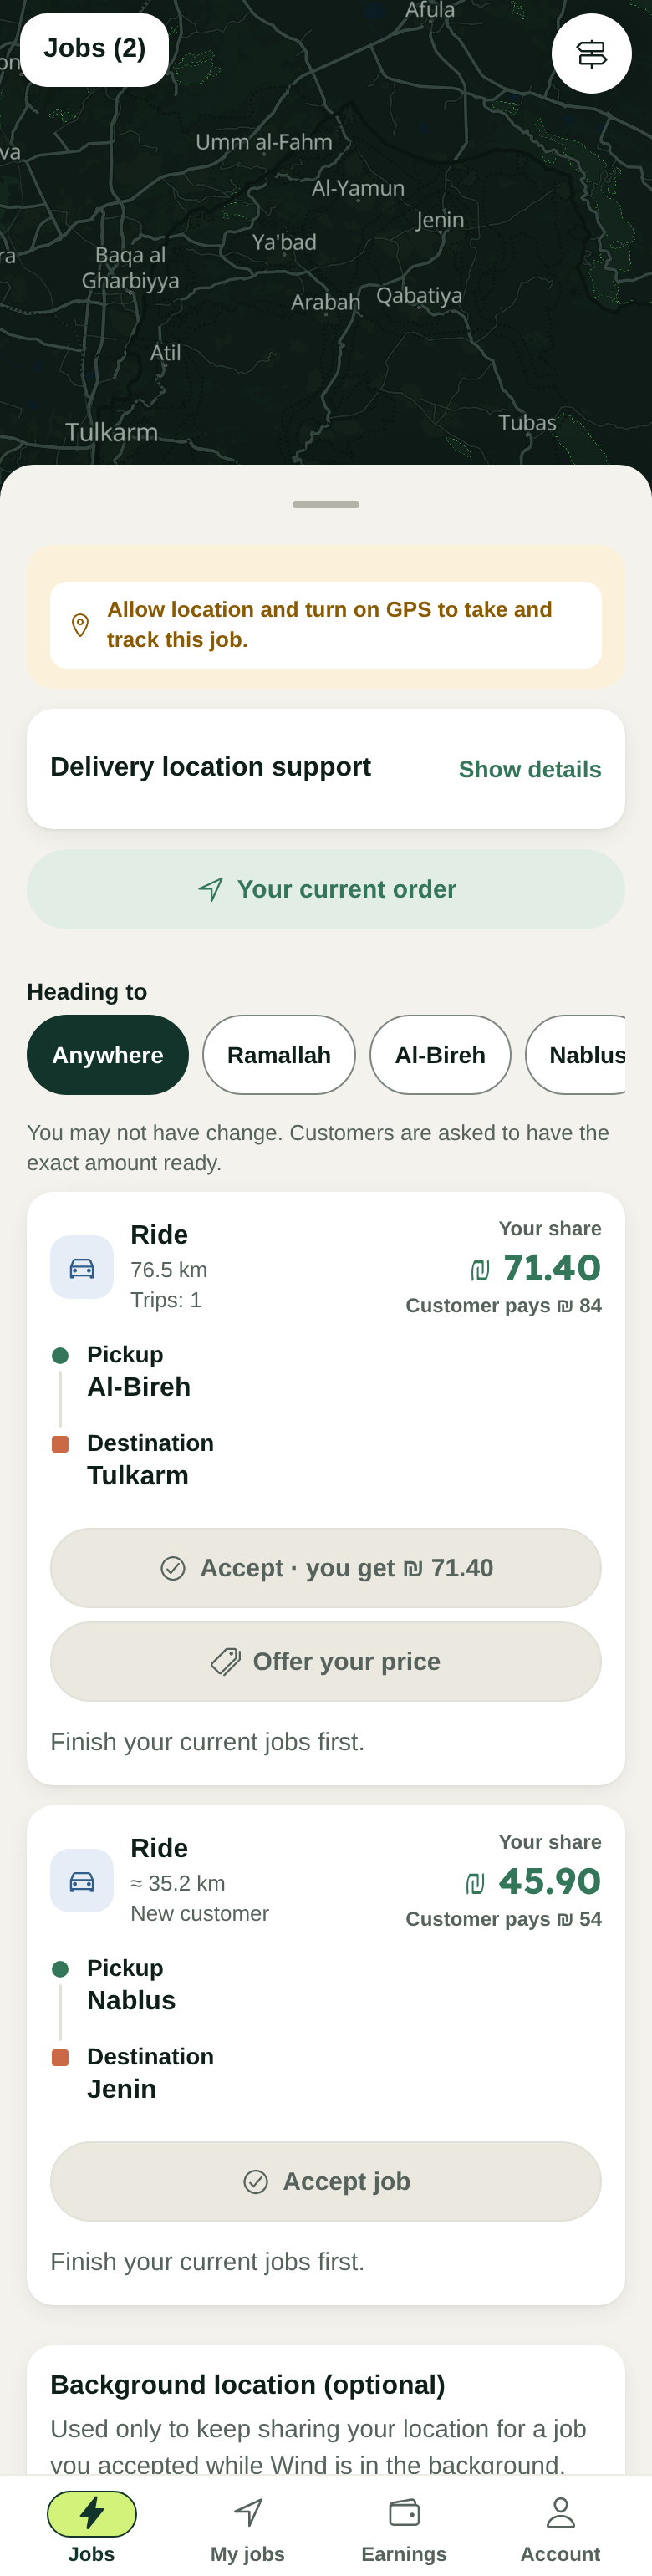 Afula
Jobs (2)
on
Umm al-Fahm
va
Al-Yamun
Jenin
Ya'bad
ra
Baqa al
Gharbiyya
Arabah
Qabatiya
Atil
Tulkarm
Tubas
Allow location and turn on GPS to take and
track this job.
Delivery location support
Show details
Your current order
Heading to
Anywhere
Ramallah
Al-Bireh
Nablus
You may not have change. Customers are asked to have the
exact amount ready.
Ride
Your share
76.5 km
₪ 71.40
Trips: 1
Customer pays ₪ 84
Pickup
Al-Bireh
Destination
Tulkarm
Accept · you get ₪ 71.40
Offer your price
Finish your current jobs first.
Ride
Your share
≈ 35.2 km
₪ 45.90
New customer
Customer pays ₪ 54
Pickup
Nablus
Destination
Jenin
Accept job
Finish your current jobs first.
Background location (optional)
Used only to keep sharing your location for a job
you accepted while Wind is in the background.
Jobs
My jobs
Earnings
Account